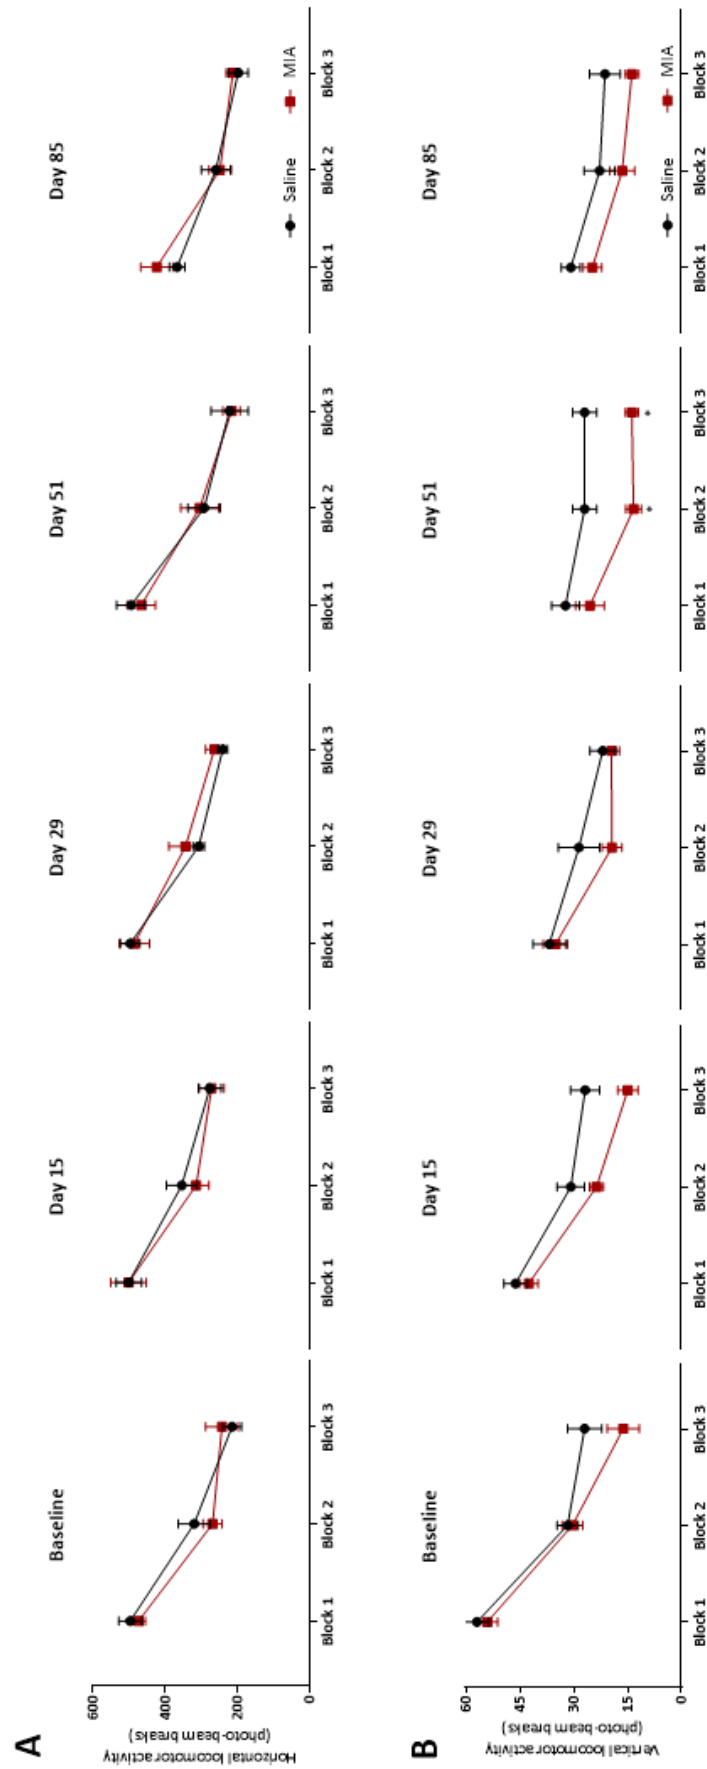 A
Baseline
Day 15
Day 29
Day 51
Day 85
Horizontal locomotor activity
(photo-beam breaks)
600
400
200
0
Block 1 Block 2 Block 3
Block 1 Block 2 Block 3
Block 1 Block 2 Block 3
Block 1 Block 2 Block 3
Block 1 Block 2 Block 3
Saline MIA
B
Baseline
Day 15
Day 29
Day 51
Day 85
Vertical locomotor activity
(photo-beam breaks)
60
45
30
15
0
* *
Block 1 Block 2 Block 3
Block 1 Block 2 Block 3
Block 1 Block 2 Block 3
Block 1 Block 2 Block 3
Block 1 Block 2 Block 3
Saline MIA